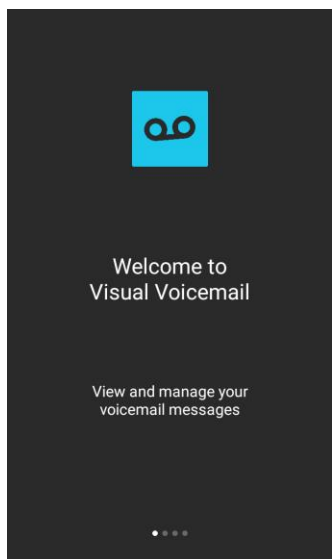 Welcome to
Visual Voicemail
View and manage your
voicemail messages